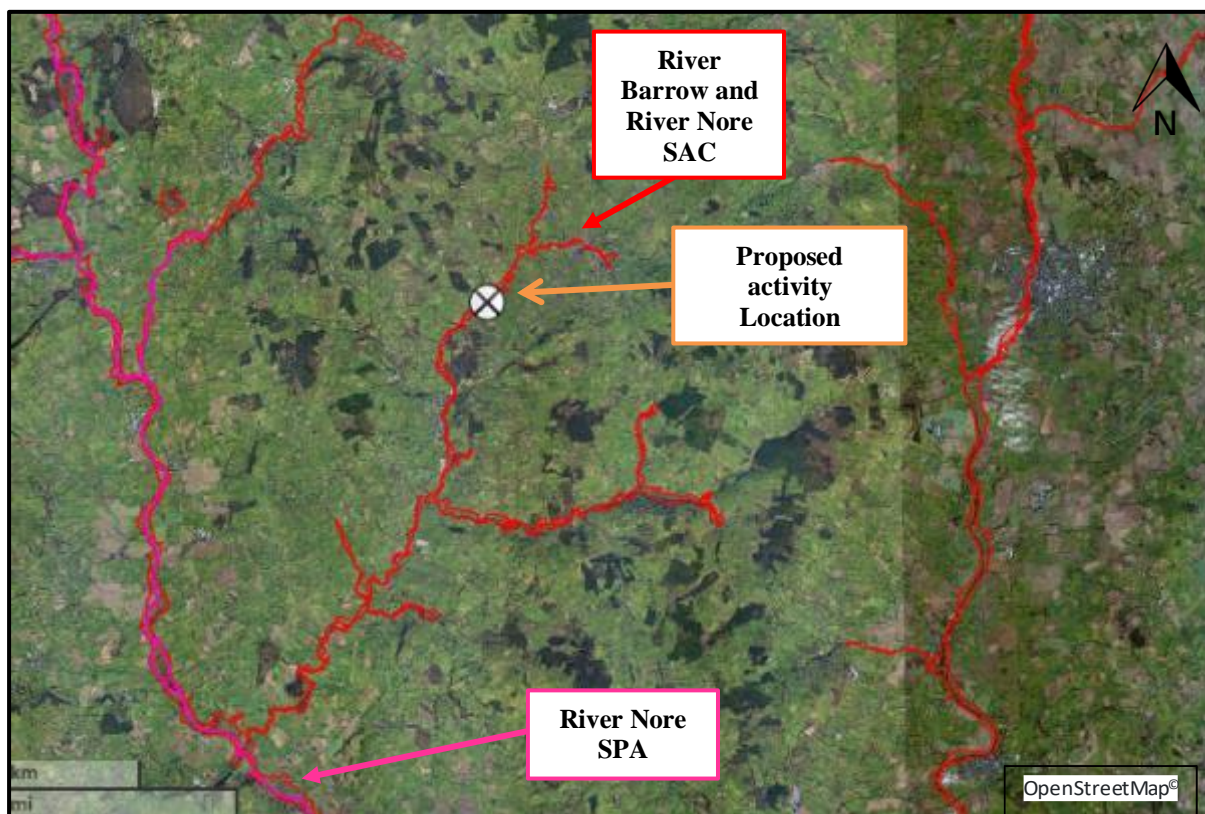 River
Barrow and
River Nore
SAC
N
Proposed
activity
Location
River Nore
SPA
km
mi
OpenStreetMap©